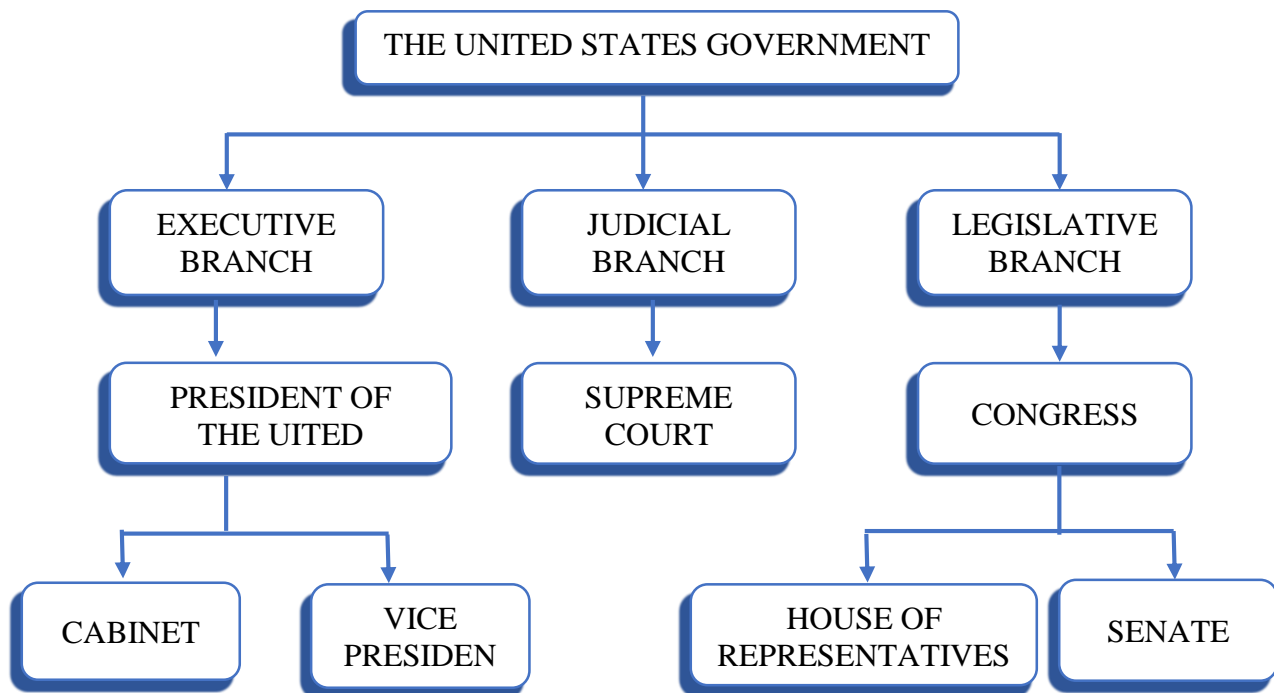 THE UNITED STATES GOVERNMENT
EXECUTIVE
BRANCH
JUDICIAL
BRANCH
LEGISLATIVE
BRANCH
PRESIDENT OF
THE UITED
SUPREME
COURT
CONGRESS
CABINET
VICE
PRESIDEN
HOUSE OF
REPRESENTATIVES
SENATE